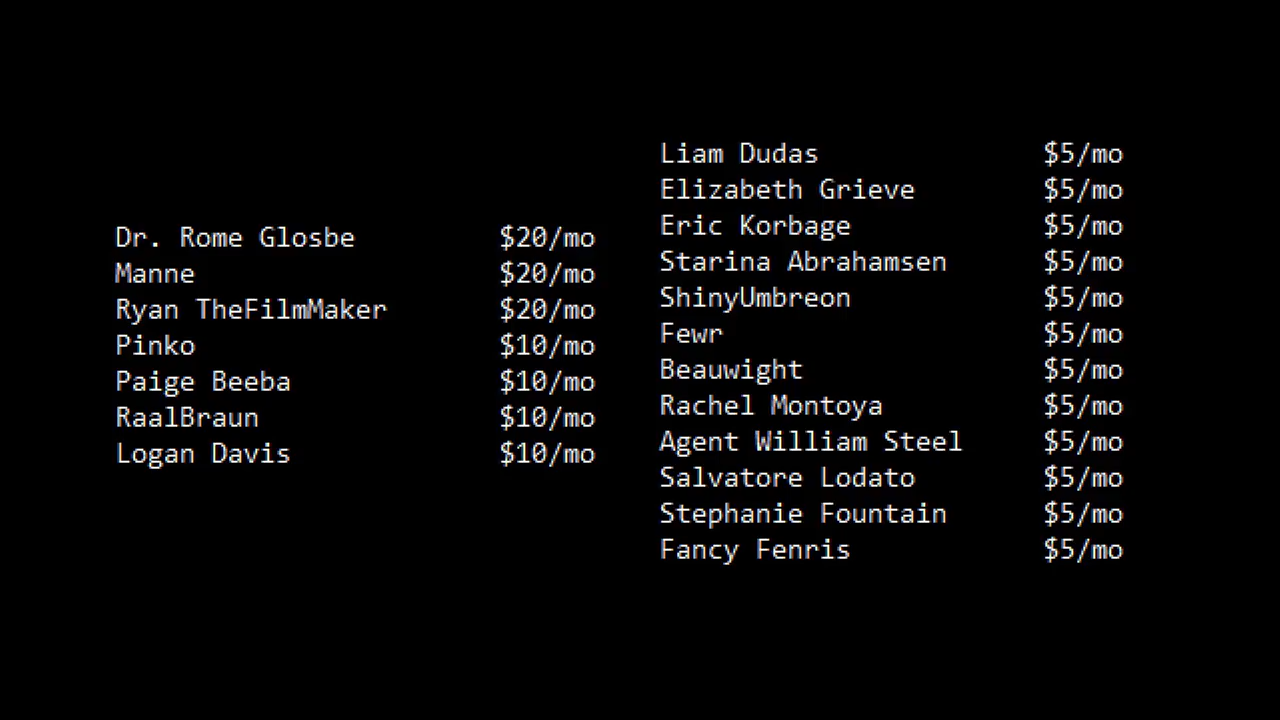 Dr. Rome Glosbe $20/mo
Manne $20/mo
Ryan TheFilmMaker $20/mo
Pinko $10/mo
Paige Beeba $10/mo
RaalBraun $10/mo
Logan Davis $10/mo
Liam Dudas $5/mo
Elizabeth Grieve $5/mo
Eric Korbage $5/mo
Starina Abrahamsen $5/mo
ShinyUmbreon $5/mo
Fewr $5/mo
Beauwight $5/mo
Rachel Montoya $5/mo
Agent William Steel $5/mo
Salvatore Lodato $5/mo
Stephanie Fountain $5/mo
Fancy Fenris $5/mo